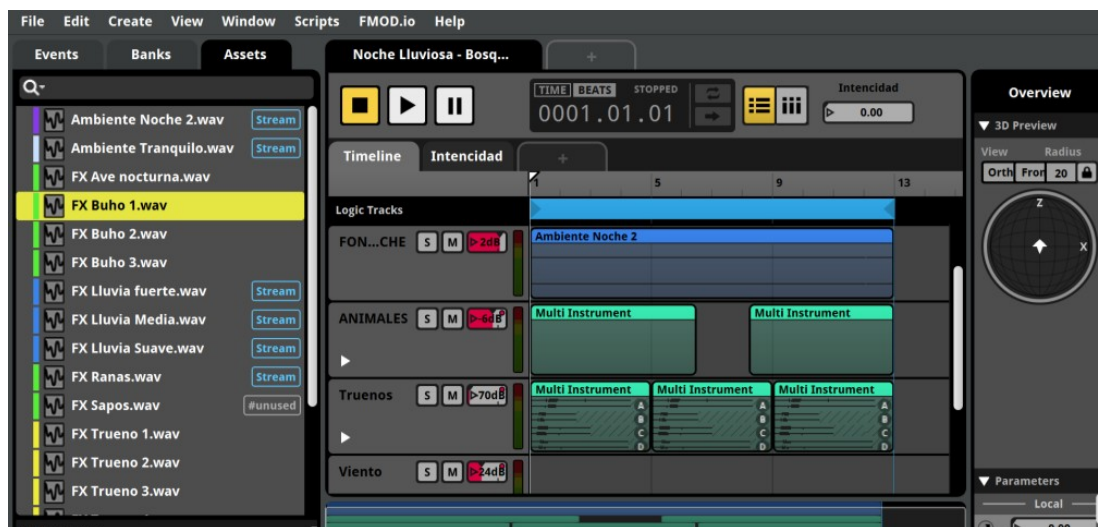 File Edit Create View Window Scripts FMOD.io Help
Events Banks Assets
Noche Lluviosa - Bosq...
+
Ambiente Noche 2.wav Stream
Ambiente Tranquilo.wav Stream
FX Ave nocturna.wav
FX Buho 1.wav
FX Buho 2.wav
FX Buho 3.wav
FX Lluvia fuerte.wav Stream
FX Lluvia Media.wav Stream
FX Lluvia Suave.wav Stream
FX Ranas.wav Stream
FX Sapos.wav #unused
FX Trueno 1.wav
FX Trueno 2.wav
FX Trueno 3.wav
TIME BEATS STOPPED
0001.01.01
Intencidad
0.00
Timeline Intencidad +
1 5 9 13
Logic Tracks
FON...CHE S M 2dB
Ambiente Noche 2
ANIMALES S M -6dB
Multi Instrument Multi Instrument
Truenos S M -70dB
Multi Instrument Multi Instrument Multi Instrument
A A A
B B B
C C C
D D D
Viento S M
Overview
3D Preview
View Radius
Orth Fror 20
Z
X
Parameters
Local